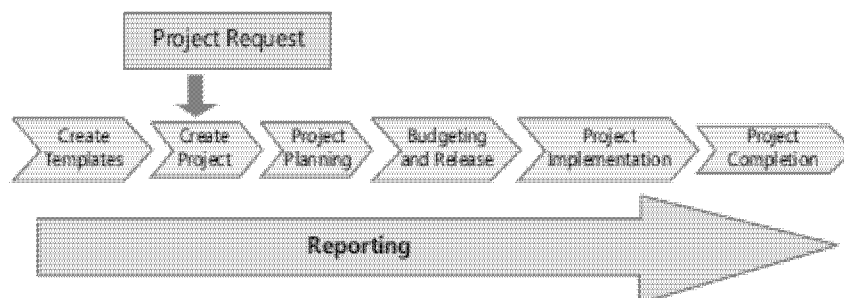 Project Request
Create
Templates
Create
Project
Project
Planning
Budgeting
and Release
Project
Implementation
Project
Completion
Reporting